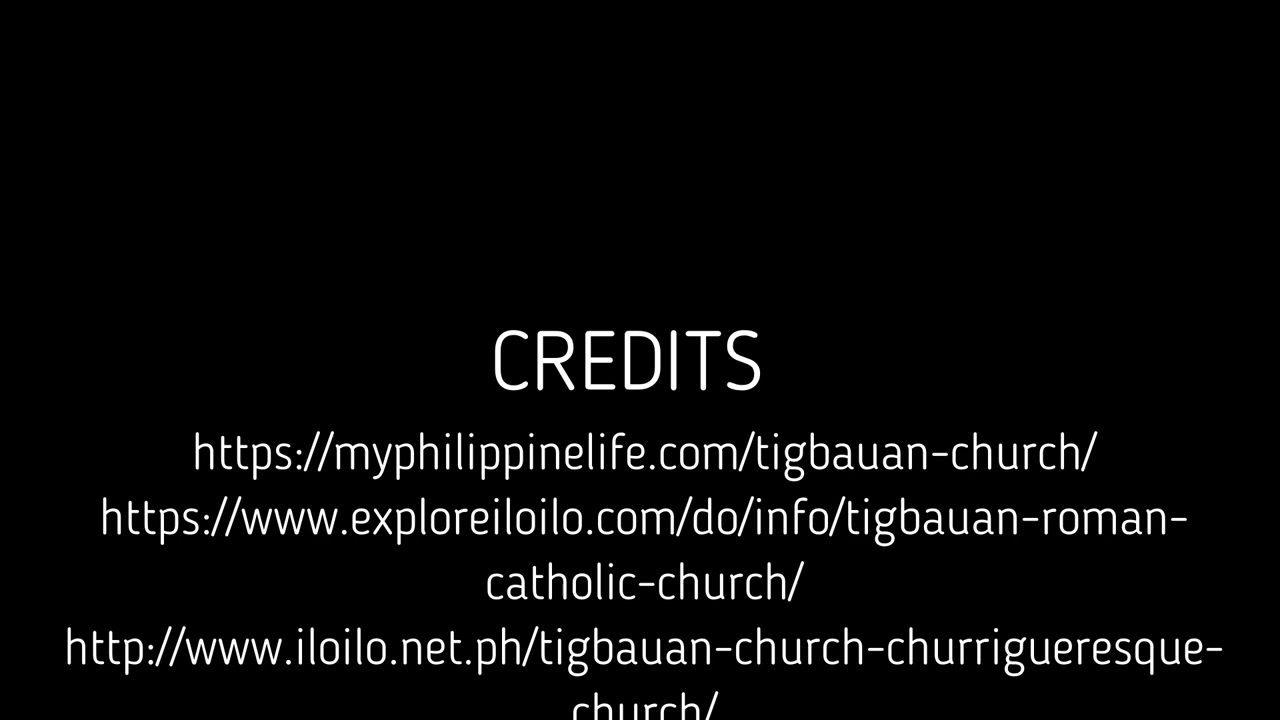 CREDITS
https://myphilippinelife.com/tigbauan-church/
https://www.exploreiloilo.com/do/info/tigbauan-roman-
catholic-church/
http://www.iloilo.net.ph/tigbauan-church-churrigueresque-
church/